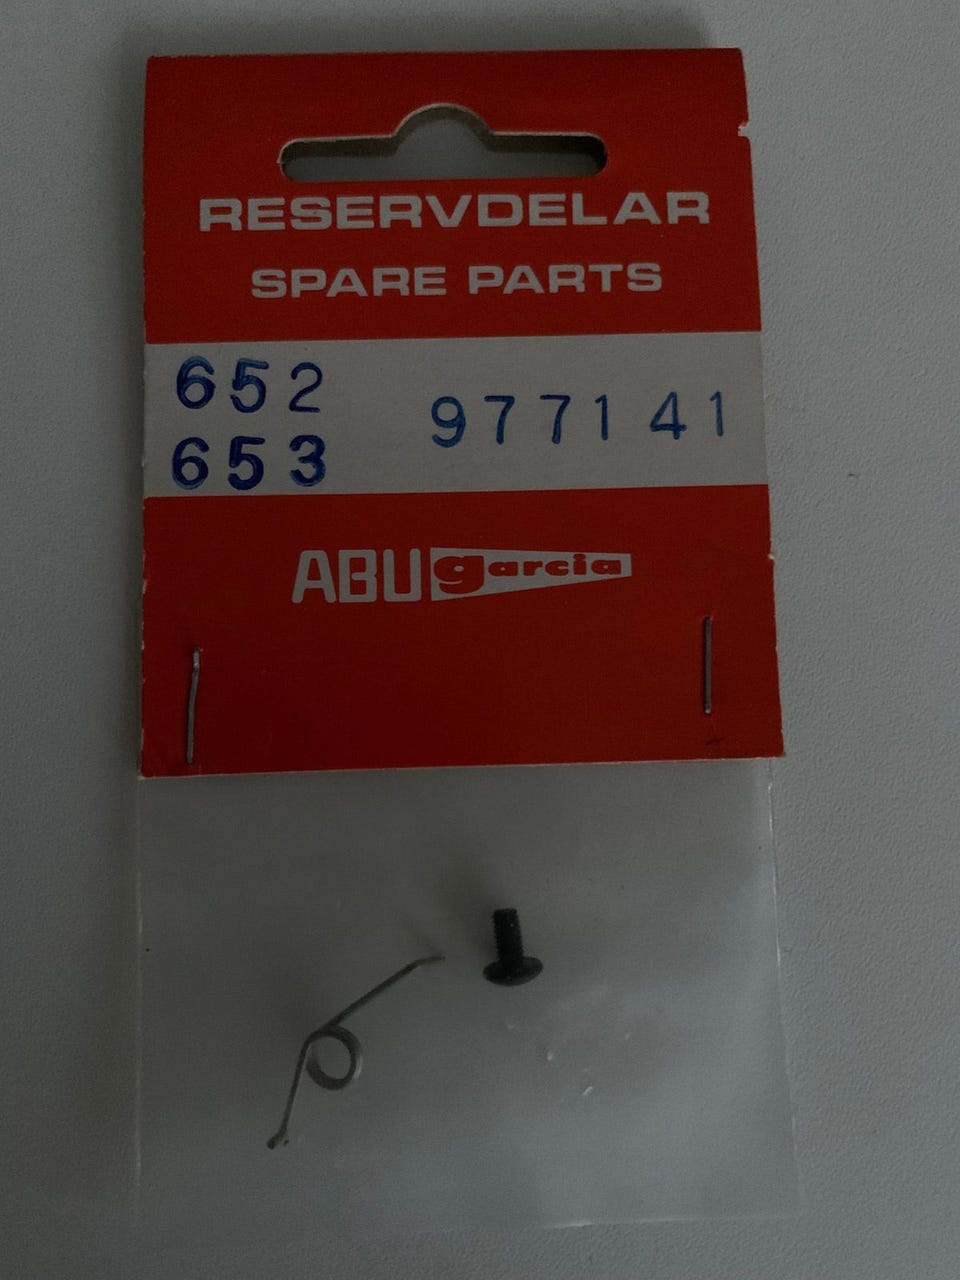 RESERVDELAR
SPARE PARTS
652
653
977141
ABU garcia